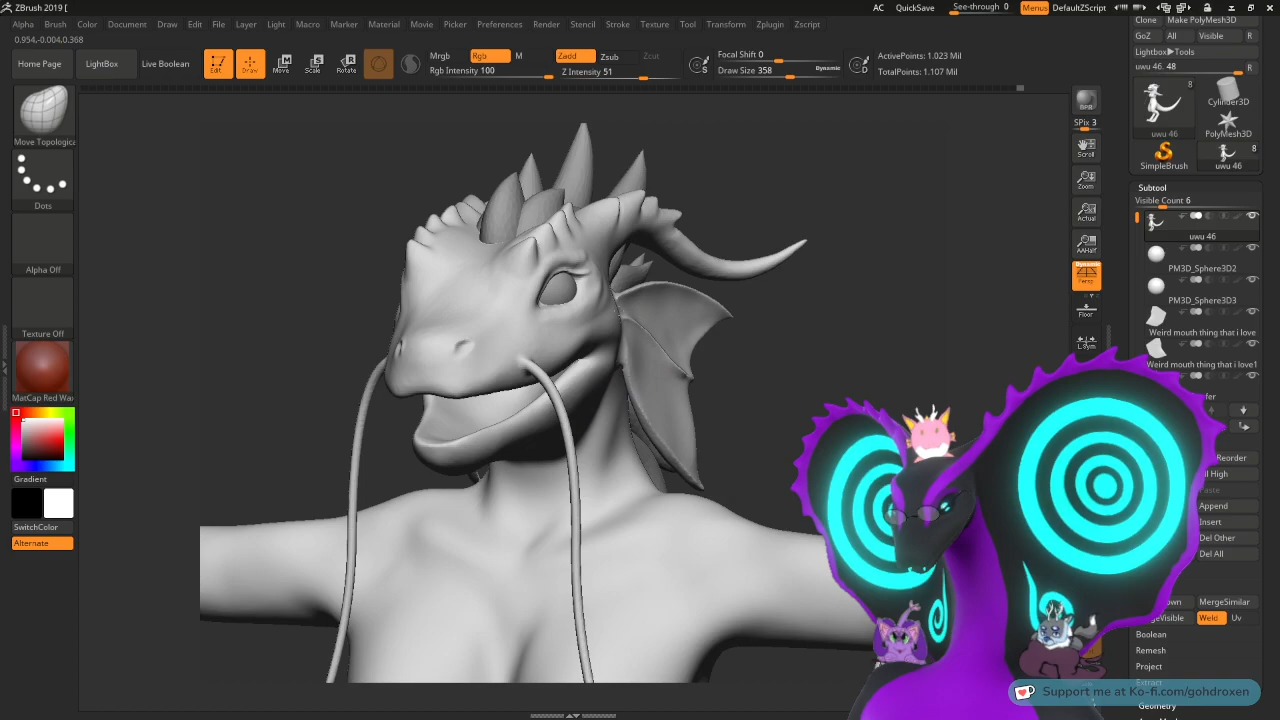 ZBrush 2019 [
AC QuickSave See-through 0 Menus DefaultZScript
Alpha Brush Color Document Draw Edit File Layer Light Macro Marker Material Movie Picker Preferences Render Stencil Stroke Texture Tool Transform Zplugin Zscript
0.954,-0.004,0.368
Home Page LightBox Live Boolean Edit Draw Move Scale Rotate
Mrgb Rgb M Zadd Zsub Zcut
Rgb Intensity 100 Z Intensity 51
S Focal Shift 0
Draw Size 358 Dynamic
D ActivePoints: 1.023 Mil
TotalPoints: 1.107 Mil
Move Topologica
Dots
Alpha Off
Texture Off
MatCap Red Wax
Gradient
SwitchColor
Alternate
BPR
SPix 3
Scroll
Zoom
Actual
AAHalf
Dynamic
Persp
Floor
L.Sym
Clone Make PolyMesh3D
GoZ All Visible R
Lightbox▶Tools
uwu 46. 48 R
8
Cylinder3D
uwu 46
PolyMesh3D
8
SimpleBrush
uwu 46
Subtool
Visible Count 6
uwu 46
PM3D_Sphere3D2
PM3D_Sphere3D3
Weird mouth thing that i love
Weird mouth thing that i love1
Reorder
High
Append
Insert
Del Other
Del All
MergeSimilar
Weld Uv
Boolean
Remesh
Project
Extract
Support me at Ko-fi.com/gohdroxen
Geometry